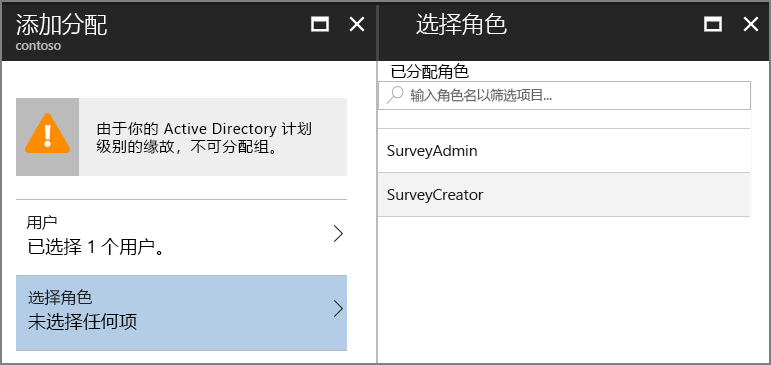 添加分配
contoso
由于你的 Active Directory 计划
级别的缘故，不可分配组。
用户
已选择 1 个用户。
选择角色
未选择任何项
选择角色
已分配角色
输入角色名以筛选项目...
SurveyAdmin
SurveyCreator